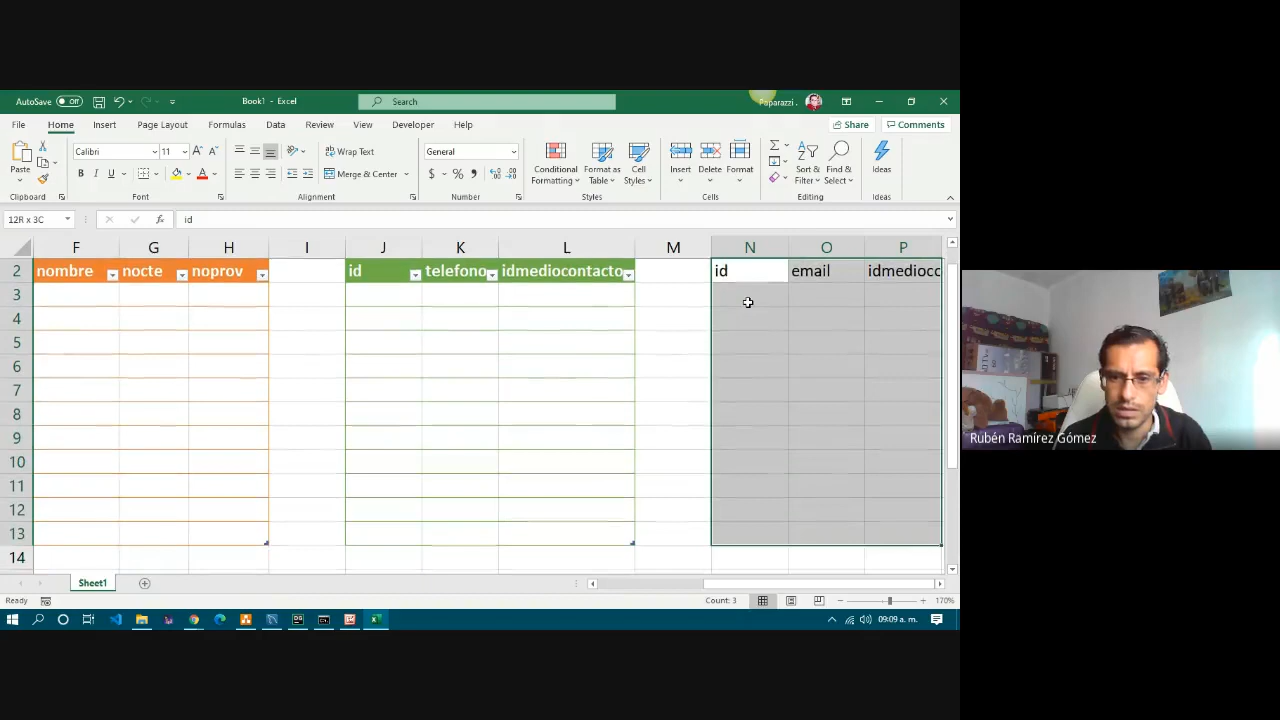 AutoSave Off Book1 - Excel Search Paparazzi .
File Home Insert Page Layout Formulas Data Review View Developer Help Share Comments
Paste Calibri 11 Wrap Text General Conditional Formatting Format as Table Cell Styles Insert Delete Format Sort & Filter Find & Select Ideas
B I U Merge & Center $ % 9
Clipboard Font Alignment Number Styles Cells Editing Ideas
12R x 3C fx id
F G H I J K L M N O P
2 nombre nocte noprov id telefono idmediocontacto id email idmediocc
3
4
5
6
7
8
9
10
11
12
13
14
Rubén Ramírez Gómez
Sheet1
Ready Count: 3 170%
09:09 a. m.